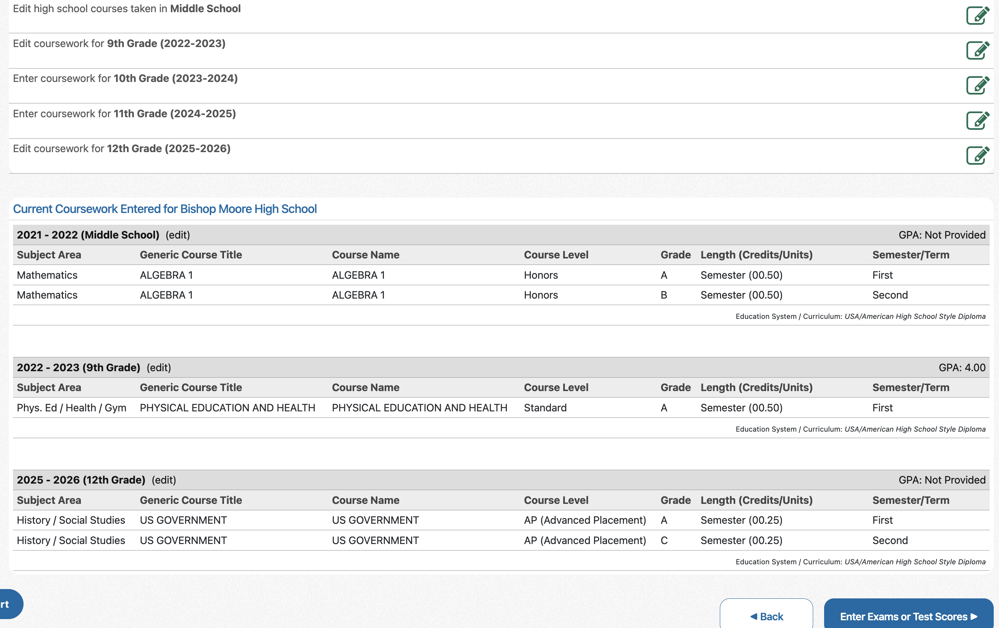 Edit high school courses taken in Middle School
Edit coursework for 9th Grade (2022-2023)
Enter coursework for 10th Grade (2023-2024)
Enter coursework for 11th Grade (2024-2025)
Edit coursework for 12th Grade (2025-2026)
Current Coursework Entered for Bishop Moore High School
2021 - 2022 (Middle School) (edit) GPA: Not Provided
Subject Area Generic Course Title Course Name Course Level Grade Length (Credits/Units) Semester/Term
Mathematics ALGEBRA 1 ALGEBRA 1 Honors A Semester (00.50) First
Mathematics ALGEBRA 1 ALGEBRA 1 Honors B Semester (00.50) Second
Education System / Curriculum: USA/American High School Style Diploma
2022 - 2023 (9th Grade) (edit) GPA: 4.00
Subject Area Generic Course Title Course Name Course Level Grade Length (Credits/Units) Semester/Term
Phys. Ed / Health / Gym PHYSICAL EDUCATION AND HEALTH PHYSICAL EDUCATION AND HEALTH Standard A Semester (00.50) First
Education System / Curriculum: USA/American High School Style Diploma
2025 - 2026 (12th Grade) (edit) GPA: Not Provided
Subject Area Generic Course Title Course Name Course Level Grade Length (Credits/Units) Semester/Term
History / Social Studies US GOVERNMENT US GOVERNMENT AP (Advanced Placement) A Semester (00.25) First
History / Social Studies US GOVERNMENT US GOVERNMENT AP (Advanced Placement) C Semester (00.25) Second
Education System / Curriculum: USA/American High School Style Diploma
rt
Back
Enter Exams or Test Scores